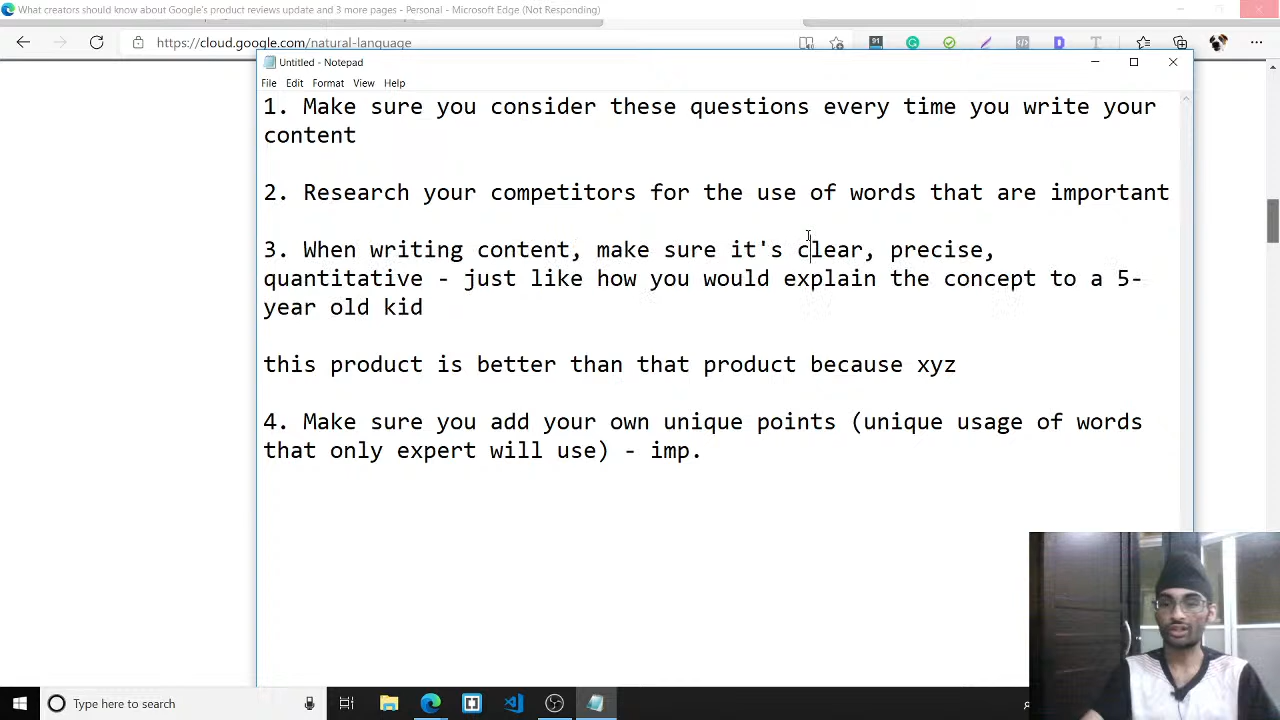 What creators should know about Google's product reviews update and 3 more pages - Personal - Microsoft Edge (Not Responding)
https://cloud.google.com/natural-language
91
Untitled - Notepad
File Edit Format View Help
1. Make sure you consider these questions every time you write your
content
2. Research your competitors for the use of words that are important
3. When writing content, make sure it's clear, precise,
quantitative - just like how you would explain the concept to a 5-
year old kid
this product is better than that product because xyz
4. Make sure you add your own unique points (unique usage of words
that only expert will use) - imp.
Type here to search